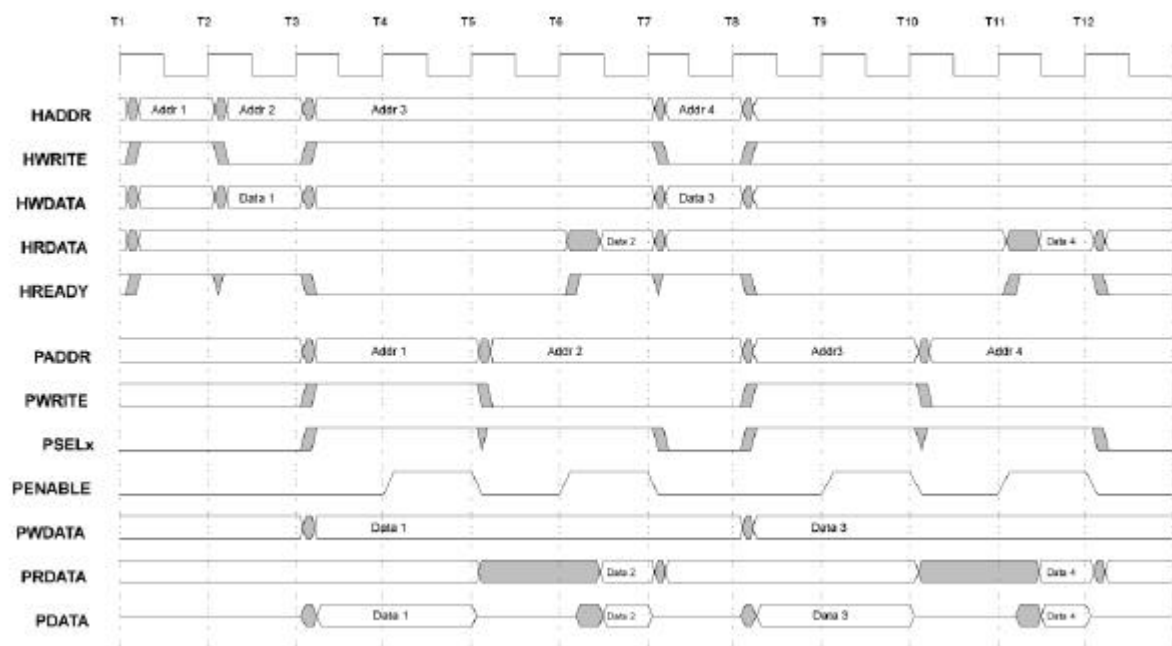 T1 T2 T3 T4 T5 T6 T7 T8 T9 T10 T11 T12
HADDR Addr 1 Addr 2 Addr 3 Addr 4
HWRITE
HWDATA Data 1 Data 3
HRDATA Data 2 Data 4
HREADY
PADDR Addr 1 Addr 2 Addr3 Addr 4
PWRITE
PSELx
PENABLE
PWDATA Data 1 Data 3
PRDATA Data 2 Data 4
PDATA Data 1 Data 2 Data 3 Data 4